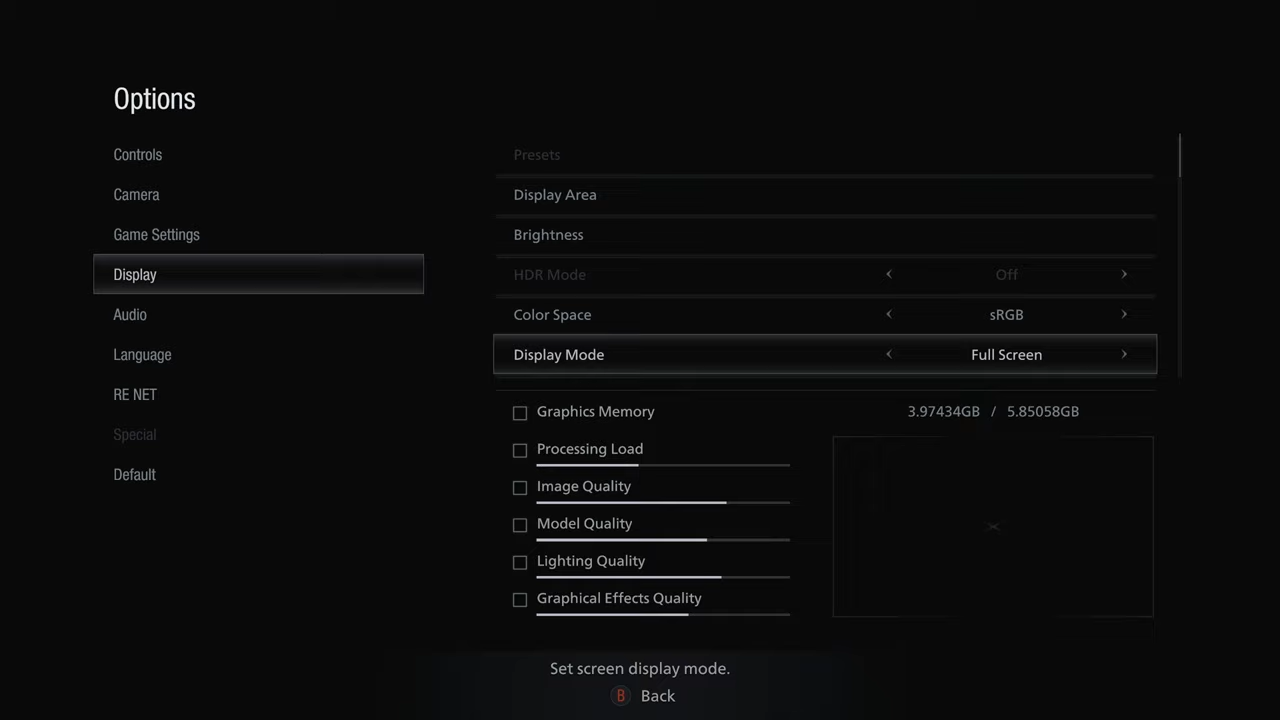 Options
Controls
Camera
Game Settings
Display
Audio
Language
RE NET
Special
Default
Presets
Display Area
Brightness
HDR Mode Off
Color Space sRGB
Display Mode Full Screen
Graphics Memory 3.97434GB / 5.85058GB
Processing Load
Image Quality
Model Quality
Lighting Quality
Graphical Effects Quality
Set screen display mode.
B Back